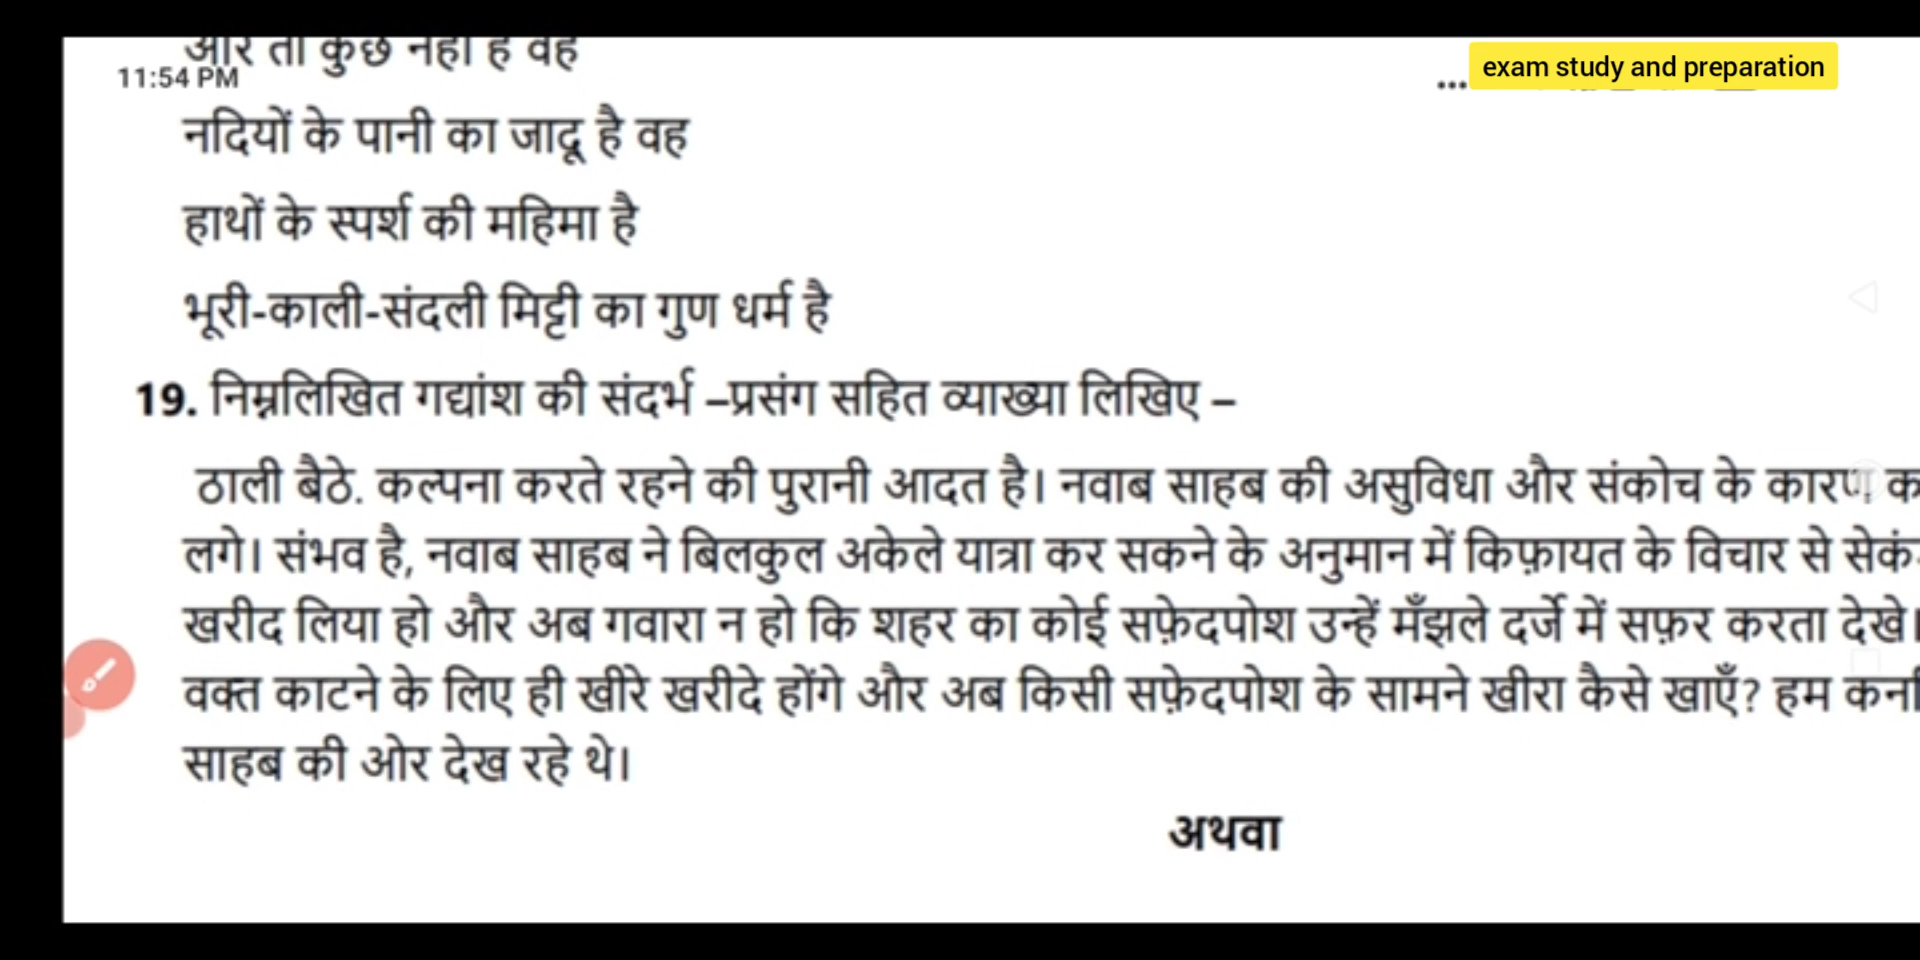 और तो कुछ नहीं है वह
11:54 PM
exam study and preparation
नदियों के पानी का जादू है वह
हाथों के स्पर्श की महिमा है
भूरी-काली-संदली मिट्टी का गुण धर्म है
19. निम्नलिखित गद्यांश की संदर्भ –प्रसंग सहित व्याख्या लिखिए –
ठाली बैठे. कल्पना करते रहने की पुरानी आदत है। नवाब साहब की असुविधा और संकोच के कारण
लगे। संभव है, नवाब साहब ने बिलकुल अकेले यात्रा कर सकने के अनुमान में किफ़ायत के विचार से
खरीद लिया हो और अब गवारा न हो कि शहर का कोई सफ़ेदपोश उन्हें मँझले दर्जे में सफ़र करता देखे।
वक्त काटने के लिए ही खीरे खरीदे होंगे और अब किसी सफ़ेदपोश के सामने खीरा कैसे खाएँ? हम
साहब की ओर देख रहे थे।
अथवा